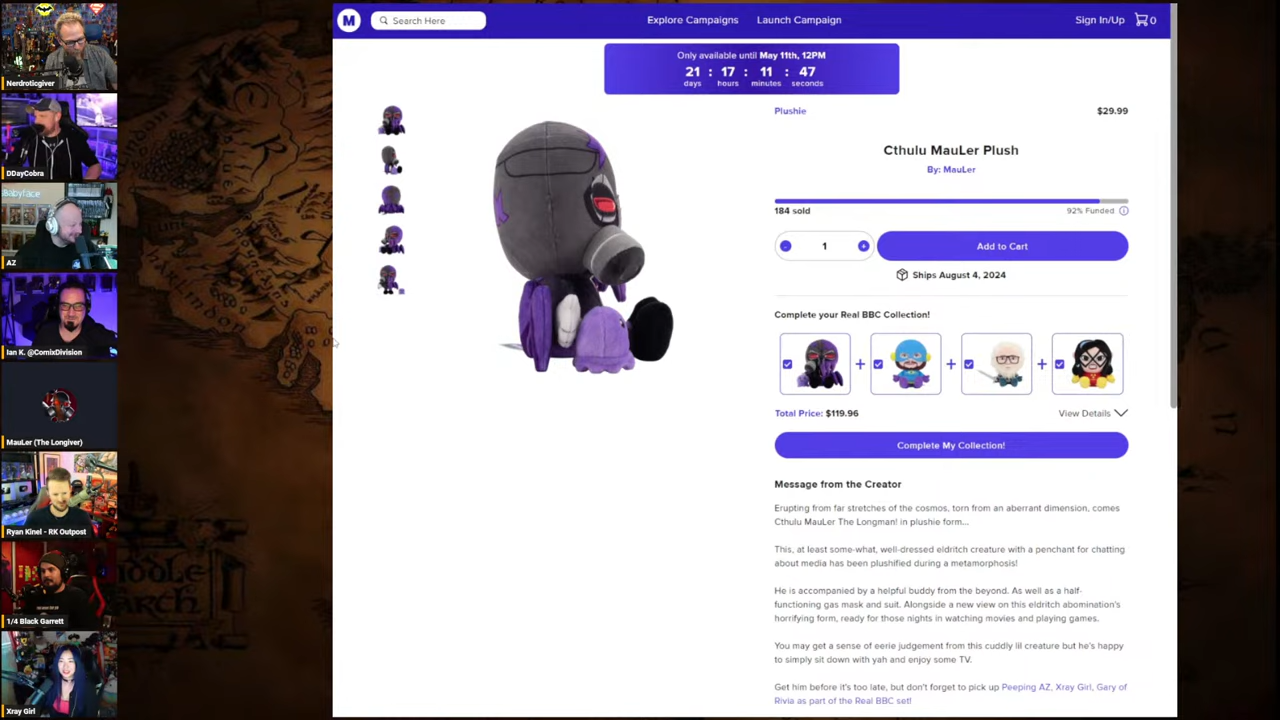 Nerdroticgiver
DDayCobra
Babyface
AZ
Ian K. @ComixDivision
MauLer (The Longiver)
Ryan Kinel - RK Outpost
1/4 Black Garrett
Xray Girl
M
Search Here
Explore Campaigns
Launch Campaign
Sign In/Up
0
Only available until May 11th, 12PM
21 : 17 : 11 : 47
days hours minutes seconds
Plushie
$29.99
Cthulu MauLer Plush
By: MauLer
184 sold
92% Funded
- 1 +
Add to Cart
Ships August 4, 2024
Complete your Real BBC Collection!
+ + +
Total Price: $119.96
View Details
Complete My Collection!
Message from the Creator
Erupting from far stretches of the cosmos, torn from an aberrant dimension, comes
Cthulu MauLer The Longman! in plushie form...
This, at least some-what, well-dressed eldritch creature with a penchant for chatting
about media has been plushified during a metamorphosis!
He is accompanied by a helpful buddy from the beyond. As well as a half-
functioning gas mask and suit. Alongside a new view on this eldritch abomination's
horrifying form, ready for those nights in watching movies and playing games.
You may get a sense of eerie judgement from this cuddly lil creature but he's happy
to simply sit down with yah and enjoy some TV.
Get him before it's too late, but don't forget to pick up Peeping AZ, Xray Girl, Gary of
Rivia as part of the Real BBC set!